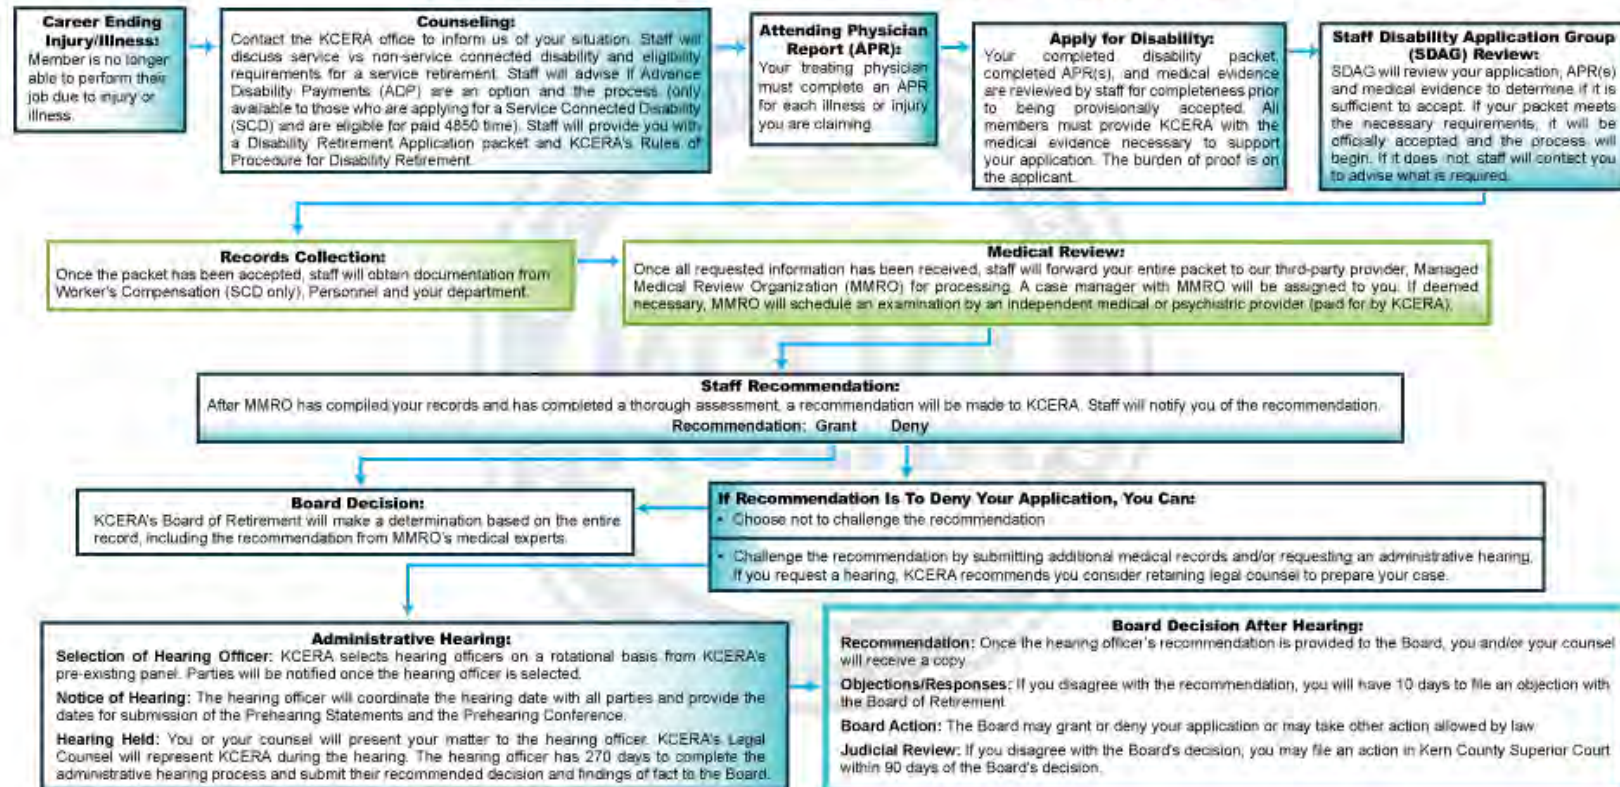 Career Ending
Injury/Illness:
Member is no longer
able to perform their
job due to injury or
illness.
Counseling:
Contact the KCERA office to inform us of your situation. Staff will
discuss service vs non-service connected disability and eligibility
requirements for a service retirement. Staff will advise if Advance
Disability Payments (ADP) are an option and the process (only
available to those who are applying for a Service Connected Disability
(SCD) and are eligible for paid 4850 time). Staff will provide you with
a Disability Retirement Application packet and KCERA's Rules of
Procedure for Disability Retirement.
Attending Physician
Report (APR):
Your treating physician
must complete an APR
for each illness or injury
you are claiming.
Apply for Disability:
Your completed disability packet,
completed APR(s), and medical evidence
are reviewed by staff for completeness prior
to being provisionally accepted. All
members must provide KCERA with the
medical evidence necessary to support
your application. The burden of proof is on
the applicant.
Staff Disability Application Group
(SDAG) Review:
SDAG will review your application, APR(s)
and medical evidence to determine if it is
sufficient to accept. If your packet meets
the necessary requirements, it will be
officially accepted and the process will
begin. If it does not, staff will contact you
to advise what is required.
Records Collection:
Once the packet has been accepted, staff will obtain documentation from
Worker's Compensation (SCD only), Personnel and your department.
Medical Review:
Once all requested information has been received, staff will forward your entire packet to our third-party provider, Managed
Medical Review Organization (MMRO) for processing. A case manager with MMRO will be assigned to you. If deemed
necessary, MMRO will schedule an examination by an independent medical or psychiatric provider (paid for by KCERA).
Staff Recommendation:
After MMRO has compiled your records and has completed a thorough assessment, a recommendation will be made to KCERA. Staff will notify you of the recommendation.
Recommendation: Grant Deny
Board Decision:
KCERA's Board of Retirement will make a determination based on the entire
record, including the recommendation from MMRO's medical experts.
If Recommendation Is To Deny Your Application, You Can:
• Choose not to challenge the recommendation
• Challenge the recommendation by submitting additional medical records and/or requesting an administrative hearing.
If you request a hearing, KCERA recommends you consider retaining legal counsel to prepare your case.
Administrative Hearing:
Selection of Hearing Officer: KCERA selects hearing officers on a rotational basis from KCERA's
pre-existing panel. Parties will be notified once the hearing officer is selected.
Notice of Hearing: The hearing officer will coordinate the hearing date with all parties and provide the
dates for submission of the Prehearing Statements and the Prehearing Conference.
Hearing Held: You or your counsel will present your matter to the hearing officer. KCERA's Legal
Counsel will represent KCERA during the hearing. The hearing officer has 270 days to complete the
administrative hearing process and submit their recommended decision and findings of fact to the Board.
Board Decision After Hearing:
Recommendation: Once the hearing officer's recommendation is provided to the Board, you and/or your counsel
will receive a copy.
Objections/Responses: If you disagree with the recommendation, you will have 10 days to file an objection with
the Board of Retirement
Board Action: The Board may grant or deny your application or may take other action allowed by law
Judicial Review: If you disagree with the Board's decision, you may file an action in Kern County Superior Court
within 90 days of the Board's decision.